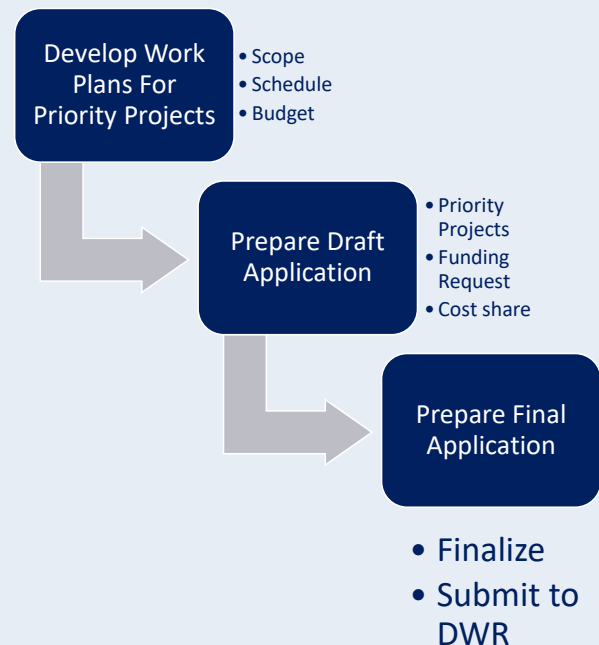 Develop Work
Plans For
Priority Projects
• Scope
• Schedule
• Budget
Prepare Draft
Application
• Priority
Projects
• Funding
Request
• Cost share
Prepare Final
Application
• Finalize
• Submit to
DWR